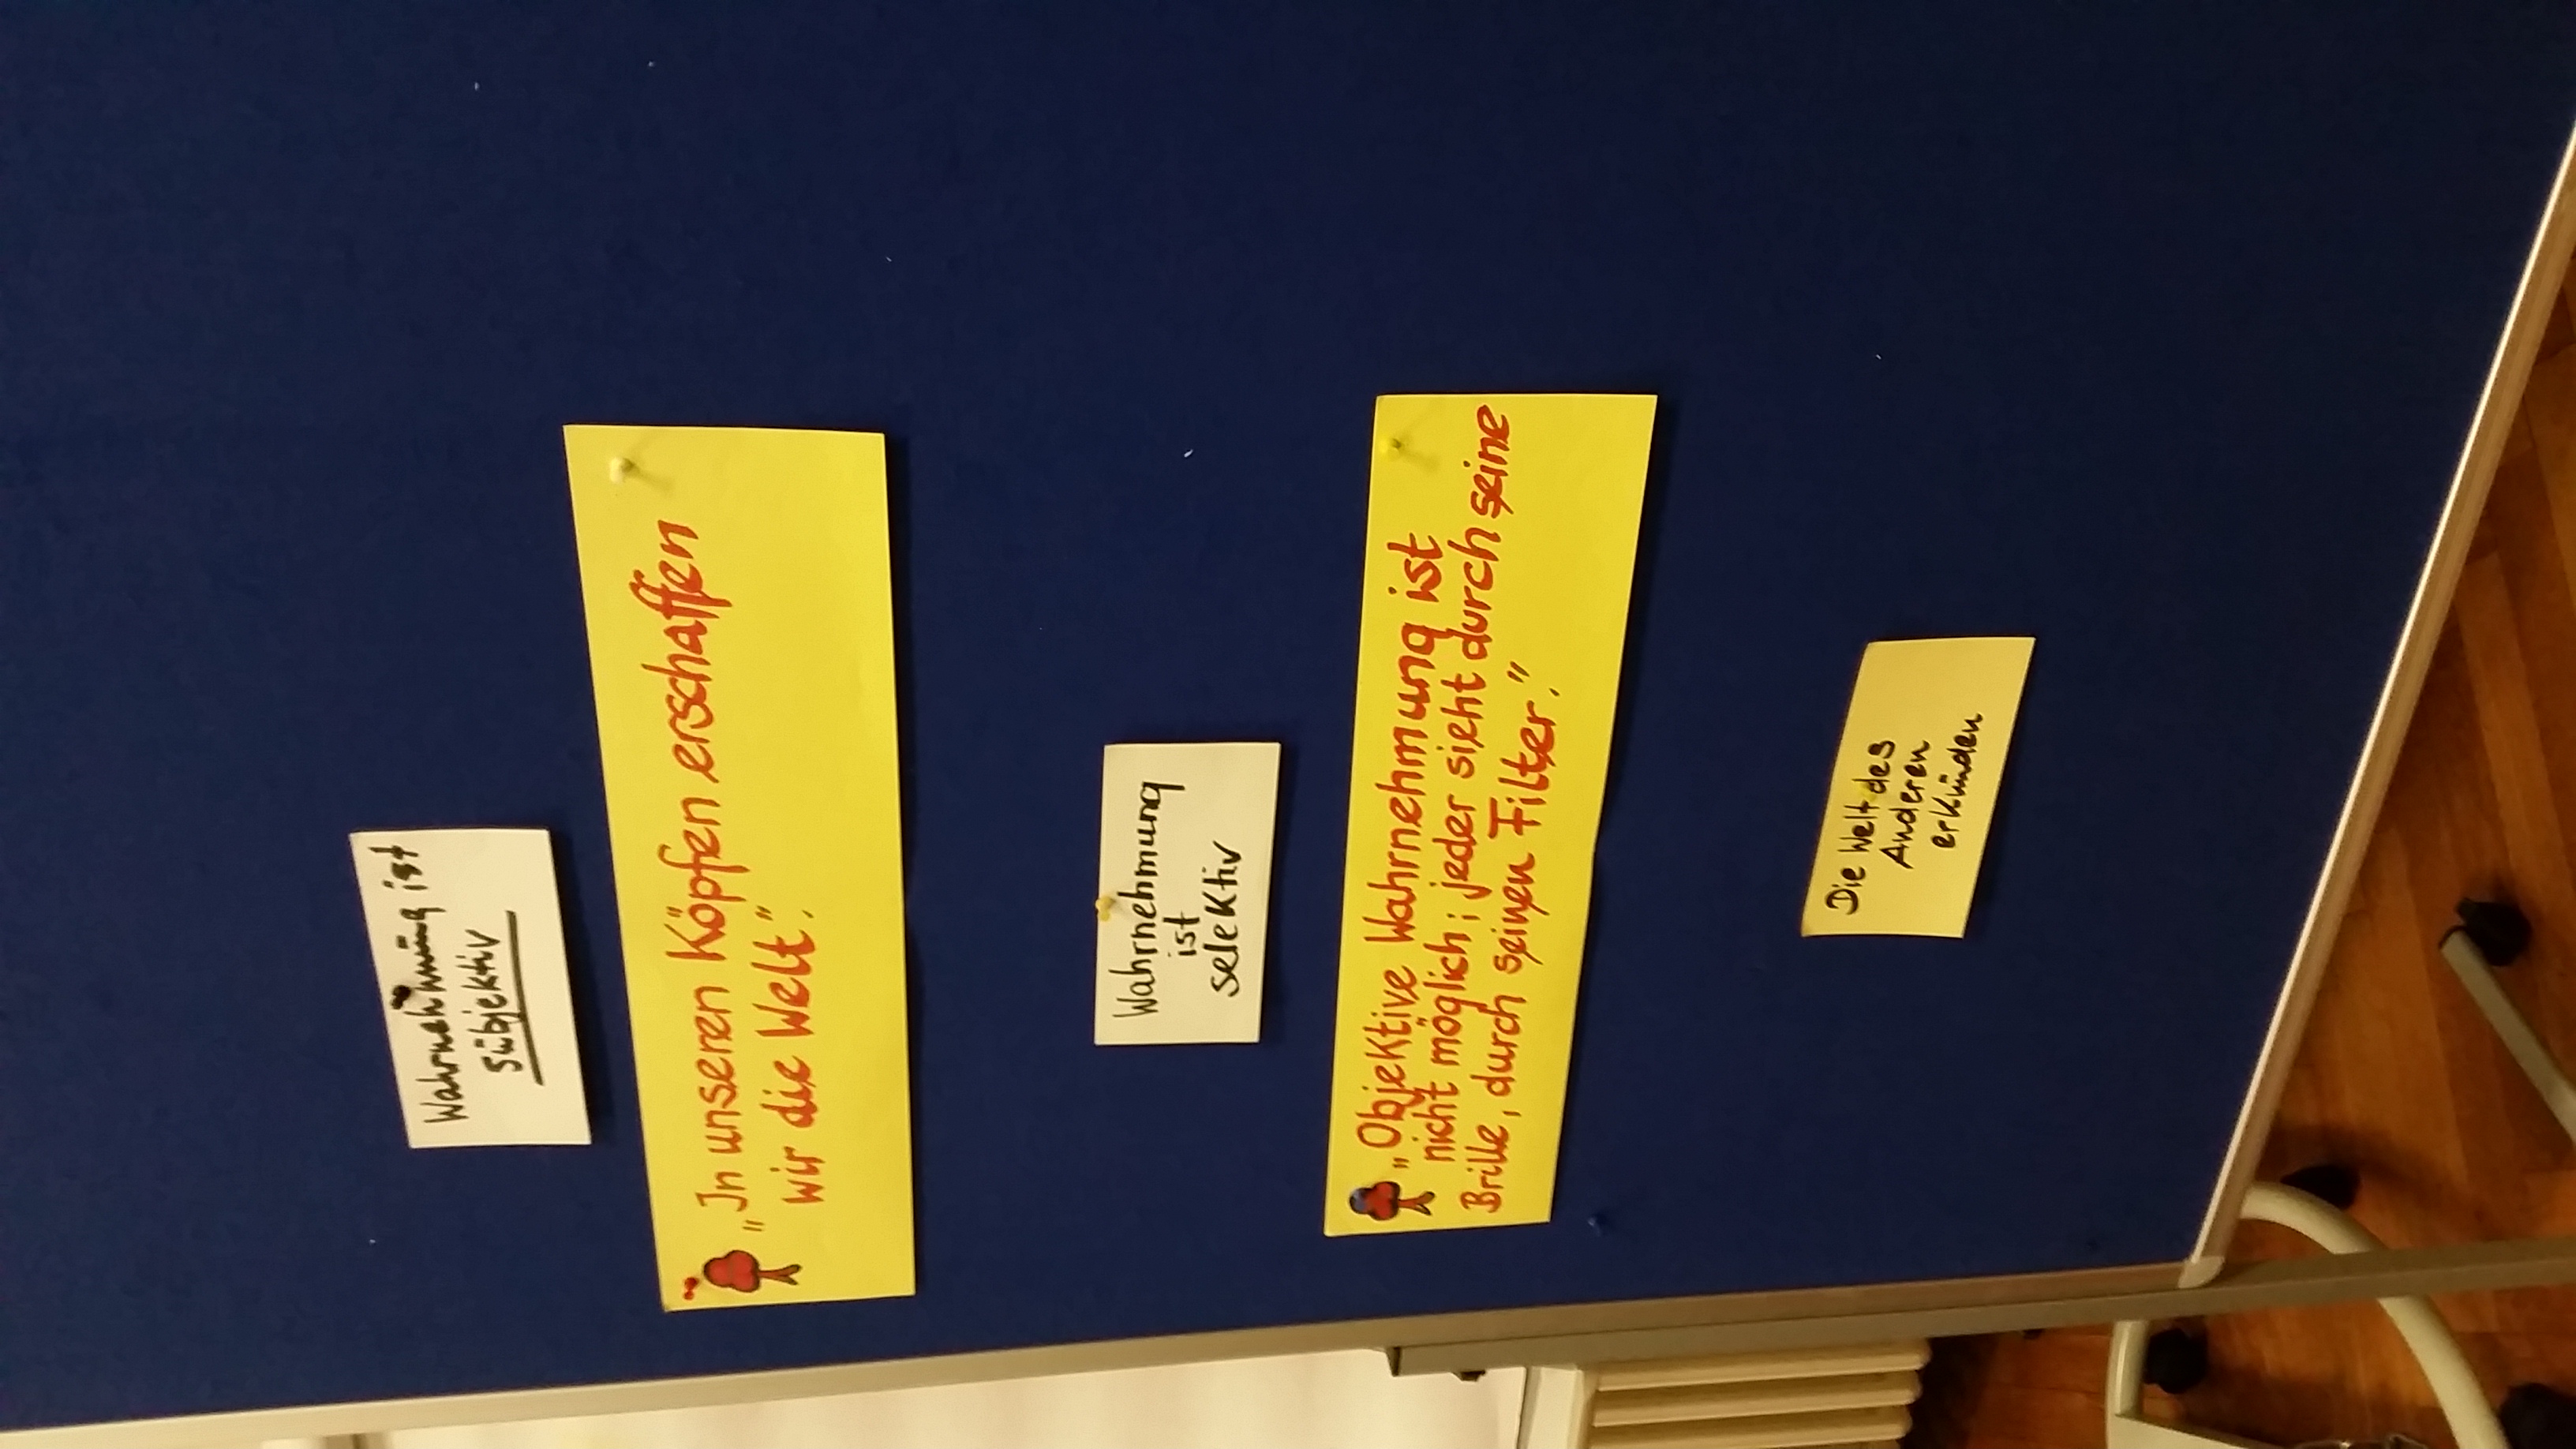 Wahrnehmung ist
subjektiv
„In unseren Köpfen erschaffen
wir die Welt".
Wahrnehmung
ist
selektiv
„Objektive Wahrnehmung ist
nicht möglich; jeder sieht durch seine
Brille, durch seinen Filter."
Die Welt des
Anderen
erkunden